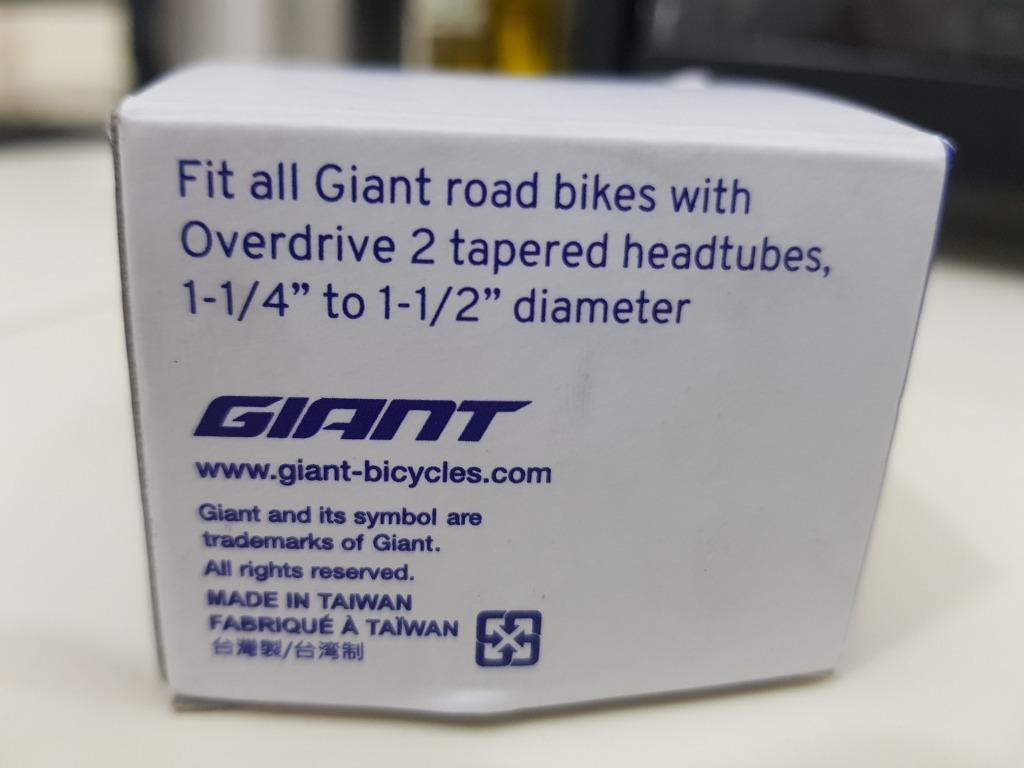 Fit all Giant road bikes with
Overdrive 2 tapered headtubes,
1-1/4” to 1-1/2” diameter
GIANT
www.giant-bicycles.com
Giant and its symbol are
trademarks of Giant.
All rights reserved.
MADE IN TAIWAN
FABRIQUÉ À TAÏWAN
台灣製/台湾制